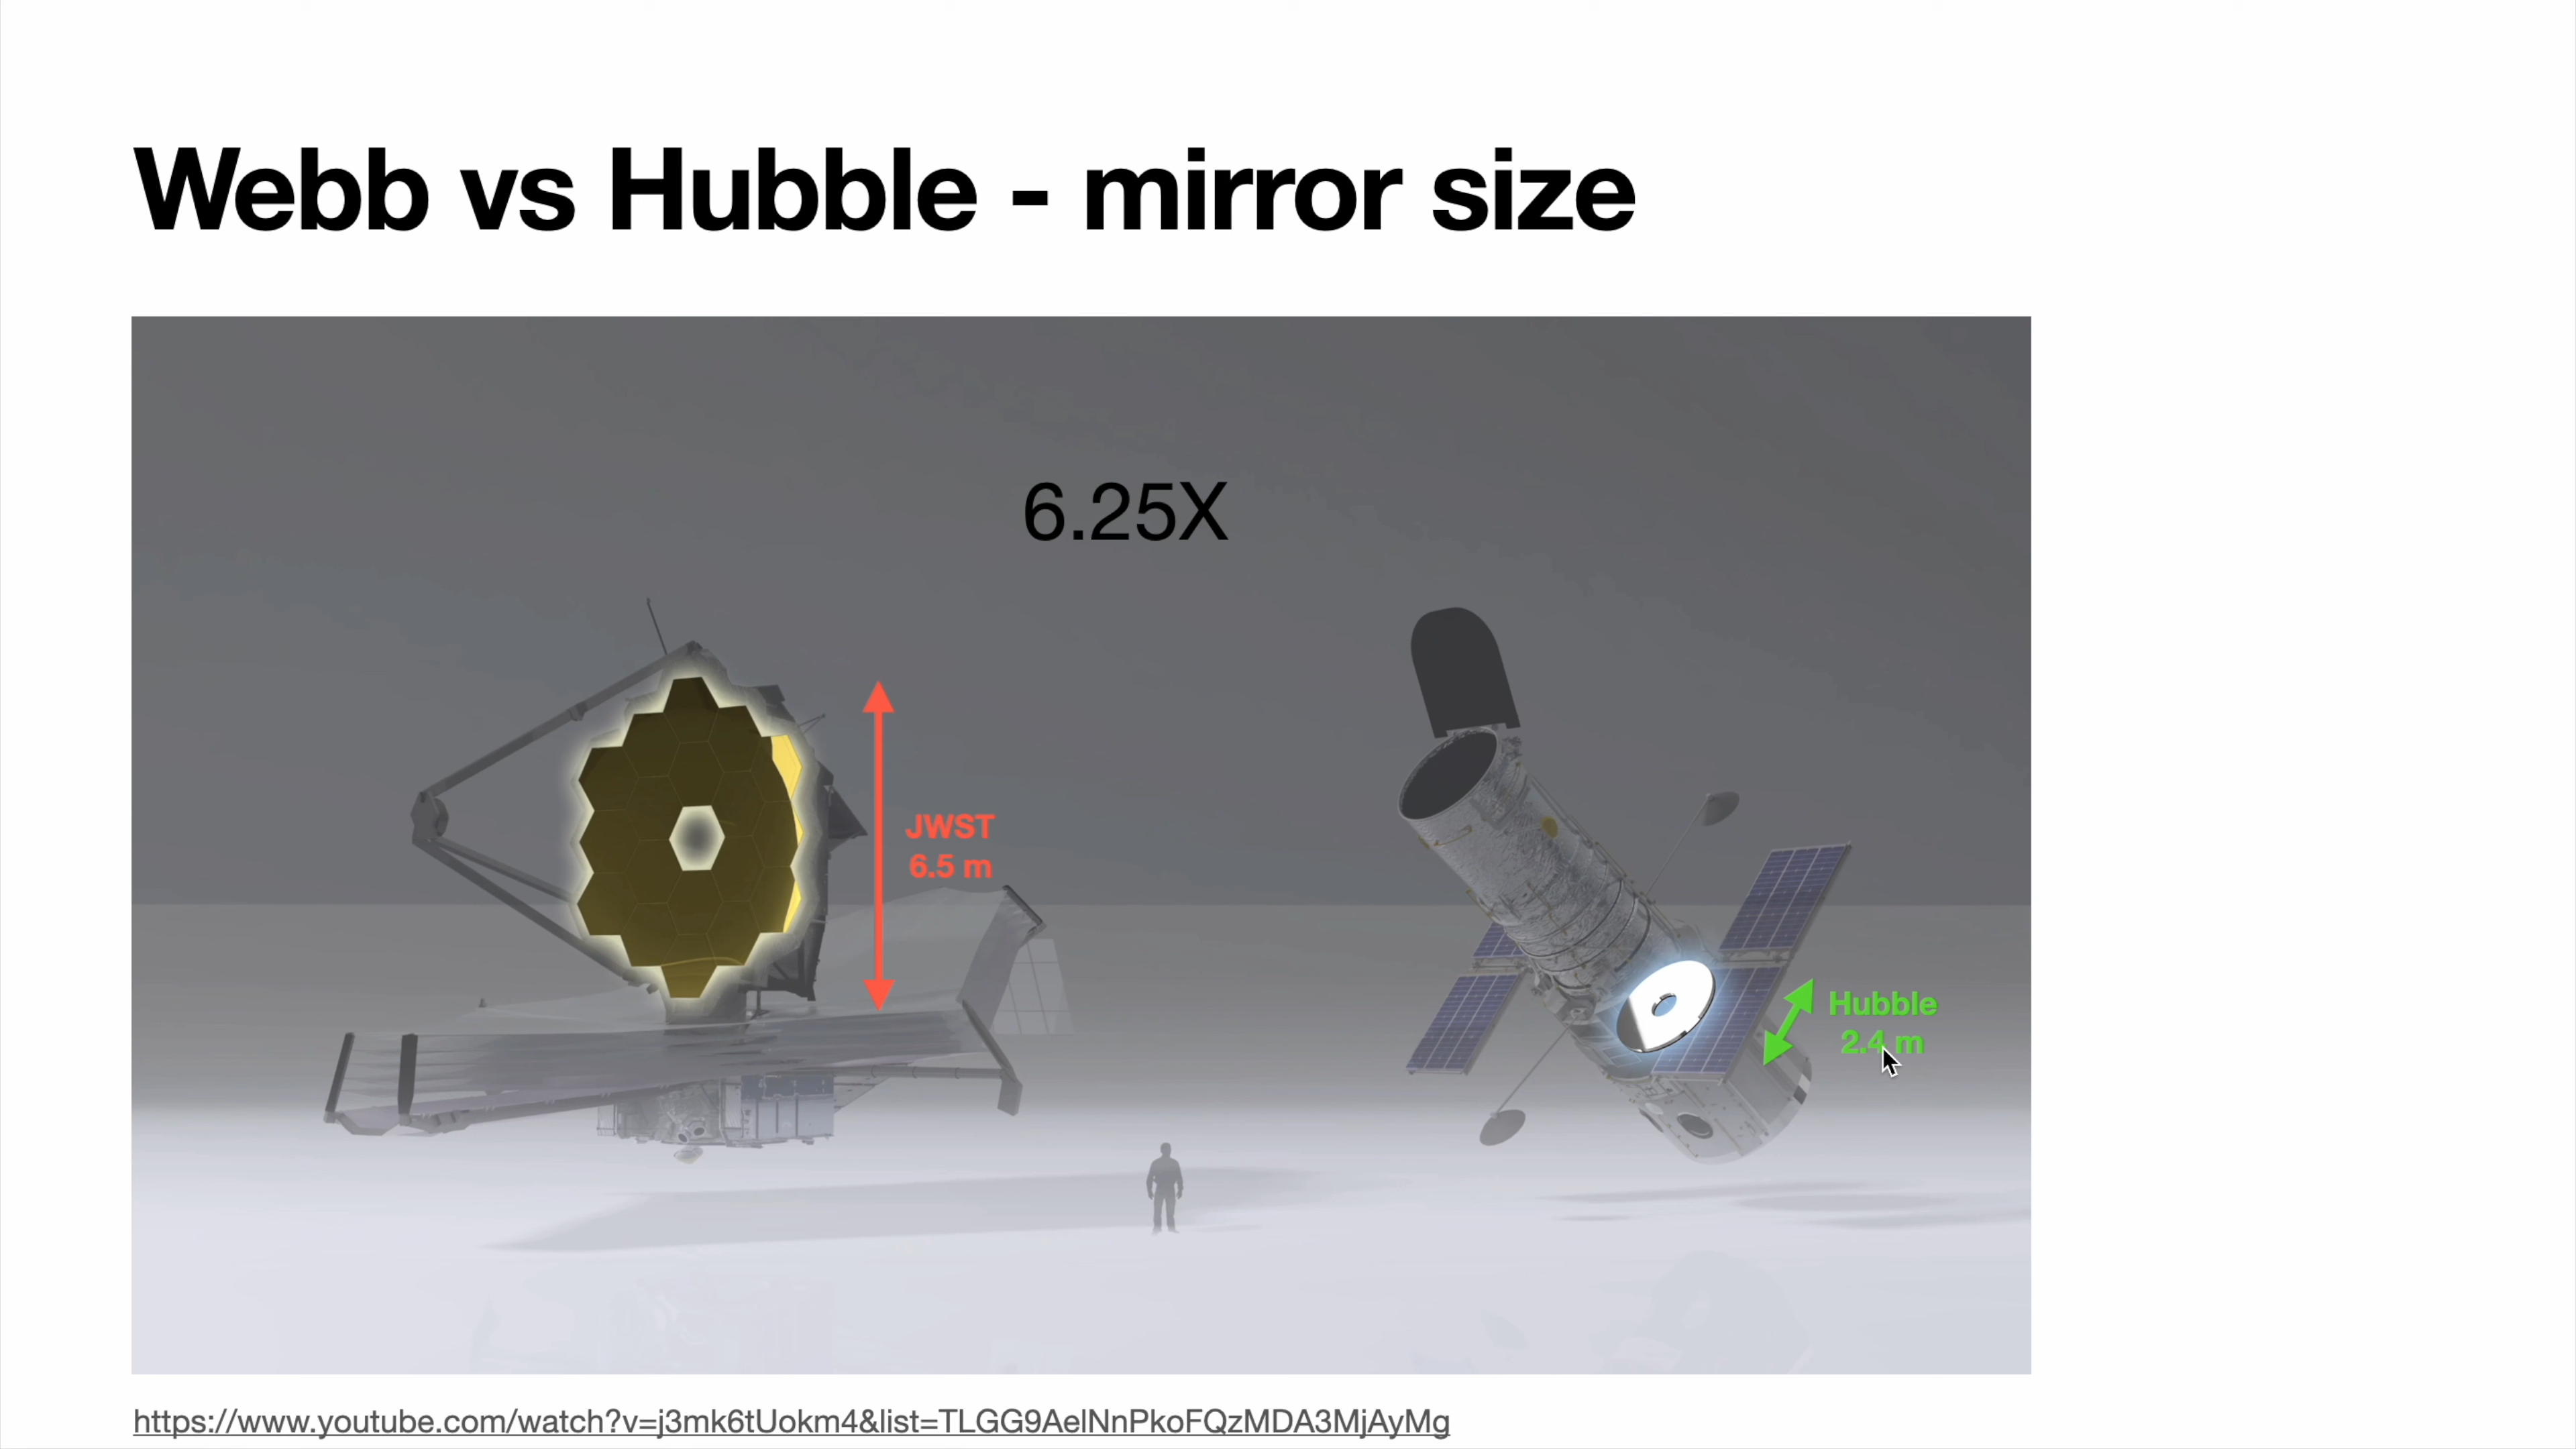 Webb vs Hubble - mirror size
6.25X
JWST
6.5 m
Hubble
2.4 m
https://www.youtube.com/watch?v=j3mk6tUokm4&list=TLGG9AelNnPkoFQzMDA3MjAyMg